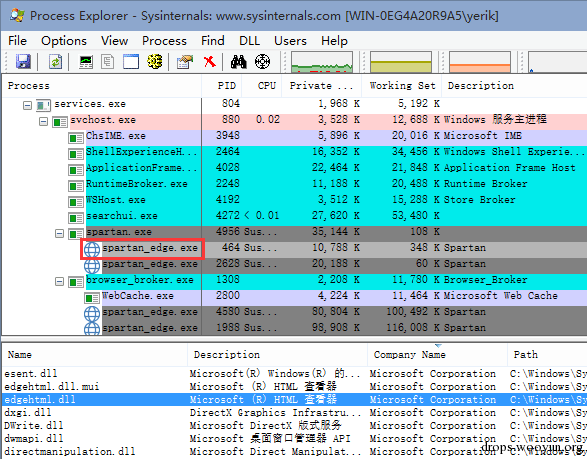 Process Explorer - Sysinternals: www.sysinternals.com [WIN-0EG4A20R9A5\yerik]
File Options View Process Find DLL Users Help
Process PID CPU Private ... Working Set Description
services.exe 804 1,968 K 5,192 K
svchost.exe 880 0.02 3,528 K 12,688 K Windows 服务主进程
ChsIME.exe 3948 5,896 K 20,016 K Microsoft IME
ShellExperienceH... 2464 16,352 K 34,456 K Windows Shell Experie...
ApplicationFrame... 4028 22,464 K 21,848 K Application Frame Host
RuntimeBroker.exe 2248 11,188 K 20,488 K Runtime Broker
WSHost.exe 4192 3,512 K 15,288 K Store Broker
searchui.exe 4272 < 0.01 27,620 K 53,480 K
spartan.exe 4956 Sus... 35,144 K 108 K
spartan_edge.exe 464 Sus... 10,788 K 348 K Spartan
spartan_edge.exe 2628 Sus... 20,188 K 60 K Spartan
browser_broker.exe 1308 2,208 K 11,780 K Browser_Broker
WebCache.exe 2800 4,224 K 11,464 K Microsoft Web Cache
spartan_edge.exe 4580 Sus... 80,804 K 100,492 K Spartan
spartan_edge.exe 1988 Sus... 98,908 K 116,008 K Spartan
Name Description Company Name Path
esent.dll Microsoft(R) Windows(R) 的... Microsoft Corporation C:\Windows\Sy
edgehtml.dll.mui Microsoft (R) HTML 查看器 Microsoft Corporation C:\Windows\Sy
edgehtml.dll Microsoft (R) HTML 查看器 Microsoft Corporation C:\Windows\Sy
dxgi.dll DirectX Graphics Infrastru... Microsoft Corporation C:\Windows\Sy
DWrite.dll Microsoft DirectX 版式服务 Microsoft Corporation C:\Windows\Sy
dwmapi.dll Microsoft 桌面窗口管理器 API Microsoft Corporation C:\Windows\Sy
directmanipulation.dll Microsoft Direct Manipulat... Microsoft Corporation C:\Windows\Sy
drops.wooyun.org